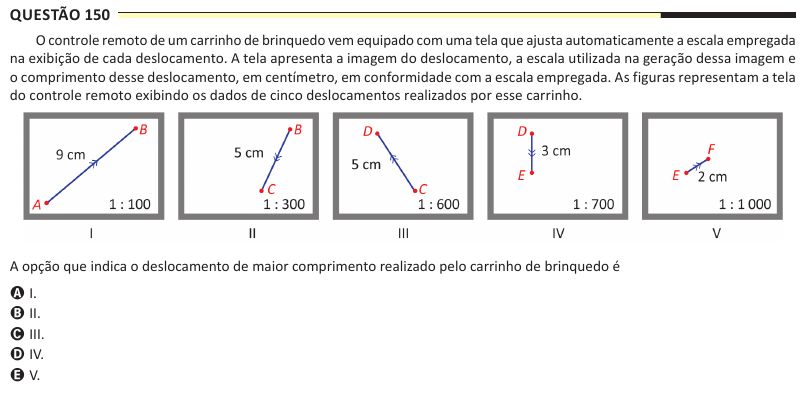 QUESTÃO 150
O controle remoto de um carrinho de brinquedo vem equipado com uma tela que ajusta automaticamente a escala empregada
na exibição de cada deslocamento. A tela apresenta a imagem do deslocamento, a escala utilizada na geração dessa imagem e
o comprimento desse deslocamento, em centímetro, em conformidade com a escala empregada. As figuras representam a tela
do controle remoto exibindo os dados de cinco deslocamentos realizados por esse carrinho.
B
9 cm
A
1 : 100
I
B
5 cm
C
1 : 300
II
D
5 cm
C
1 : 600
III
D
3 cm
E
1 : 700
IV
F
E
2 cm
1 : 1 000
V
A opção que indica o deslocamento de maior comprimento realizado pelo carrinho de brinquedo é
A I.
B II.
C III.
D IV.
E V.